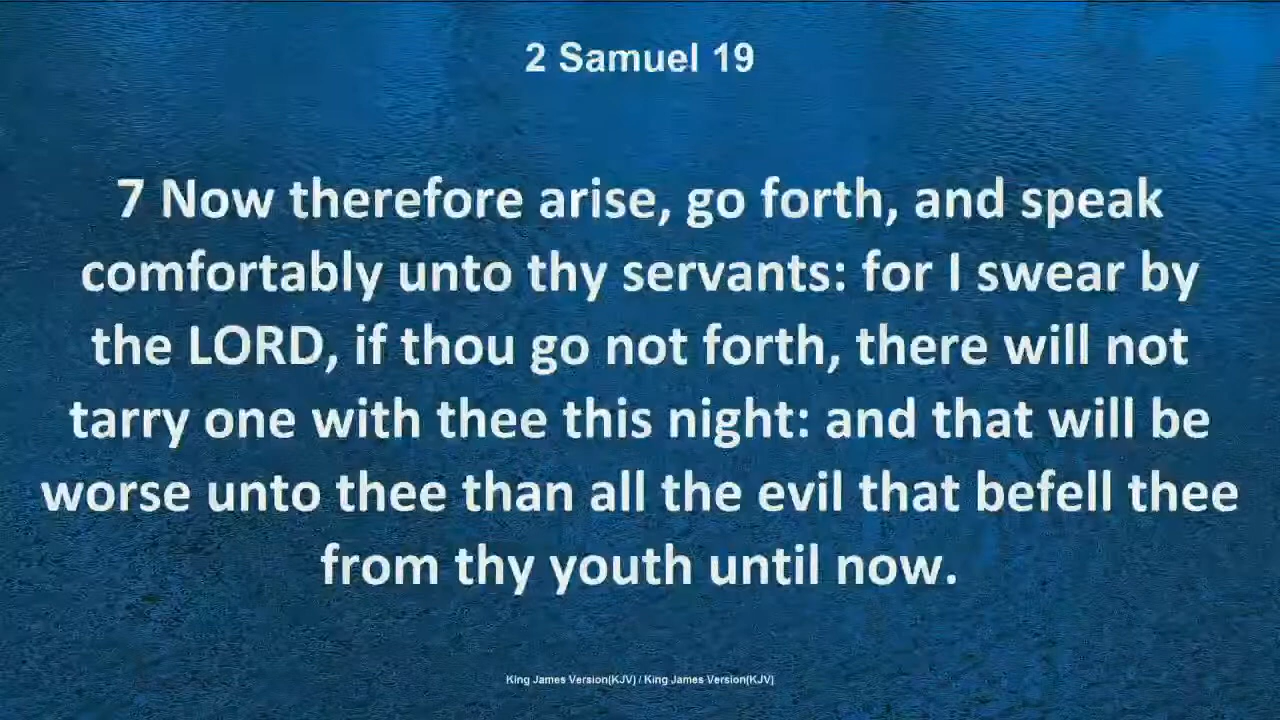 2 Samuel 19
7 Now therefore arise, go forth, and speak
comfortably unto thy servants: for I swear by
the LORD, if thou go not forth, there will not
tarry one with thee this night: and that will be
worse unto thee than all the evil that befell thee
from thy youth until now.
King James Version(KJV) / King James Version(KJV)